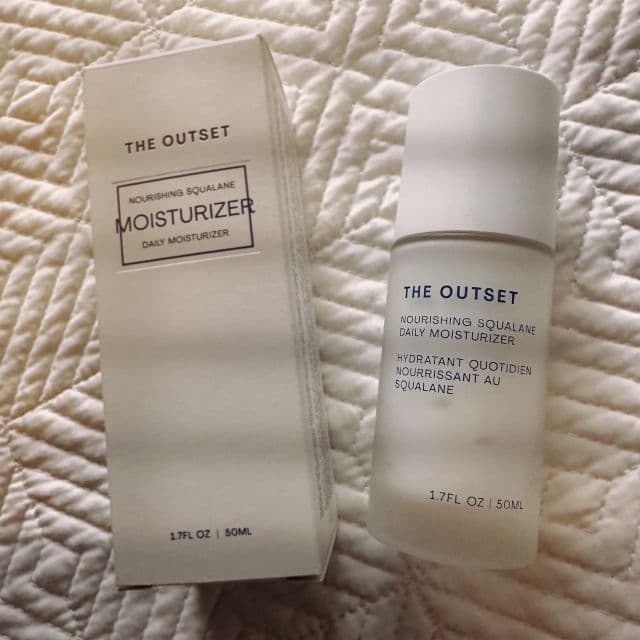 THE OUTSET
NOURISHING SQUALANE
MOISTURIZER
DAILY MOISTURIZER
1.7FL OZ | 50ML
THE OUTSET
NOURISHING SQUALANE
DAILY MOISTURIZER
HYDRATANT QUOTIDIEN
NOURRISSANT AU
SQUALANE
1.7FL OZ | 50ML